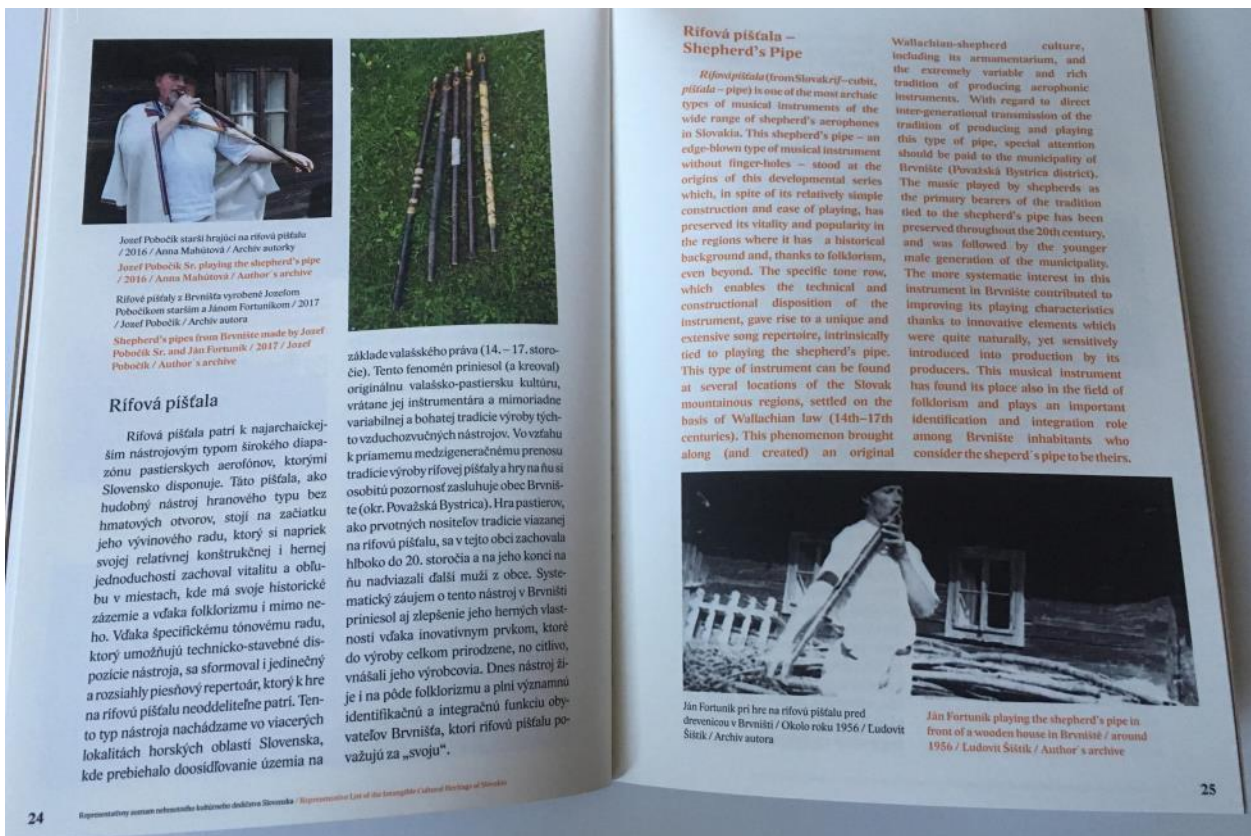 Jozef Pobočík starší hrajúci na rífovú píšťalu
/ 2016 / Anna Mahútová / Archív autorky
Jozef Pobočík Sr. playing the shepherd's pipe
/ 2016 / Anna Mahútová / Author´s archive
Rífové píšťaly z Brvnišťa vyrobené Jozefom
Pobočíkom starším a Jánom Fortuníkom / 2017
/ Jozef Pobočík / Archív autora
Shepherd's pipes from Brvnište made by Jozef
Pobočík Sr. and Ján Fortuník / 2017 / Jozef
Pobočík / Author´s archive
Rífová píšťala
Rífová píšťala patrí k najarchaickej-
ším nástrojovým typom širokého diapa-
zónu pastierskych aerofónov, ktorými
Slovensko disponuje. Táto píšťala, ako
hudobný nástroj hranového typu bez
hmatových otvorov, stojí na začiatku
jeho vývinového radu, ktorý si napriek
svojej relatívnej konštrukčnej i hernej
jednoduchosti zachoval vitalitu a obľu-
bu v miestach, kde má svoje historické
zázemie a vďaka folklorizmu i mimo ne-
ho. Vďaka špecifickému tónovému radu,
ktorý umožňujú technicko-stavebné dis-
pozície nástroja, sa sformoval i jedinečný
a rozsiahly piesňový repertoár, ktorý k hre
na rífovú píšťalu neoddeliteľne patrí. Ten-
to typ nástroja nachádzame vo viacerých
lokalitách horských oblastí Slovenska,
kde prebiehalo doosídľovanie územia na
základe valašského práva (14. – 17. storo-
čie). Tento fenomén priniesol (a kreoval)
originálnu valašsko-pastiersku kultúru,
vrátane jej inštrumentára a mimoriadne
variabilnej a bohatej tradície výroby tých-
to vzduchozvučných nástrojov. Vo vzťahu
k priamemu medzigeneračnému prenosu
tradície výroby rífovej píšťaly a hry na ňu si
osobitú pozornosť zasluhuje obec Brvniš-
te (okr. Považská Bystrica). Hra pastierov,
ako prvotných nositeľov tradície viazanej
na rífovú píšťalu, sa v tejto obci zachovala
hlboko do 20. storočia a na jeho konci na
ňu nadviazali ďalší muži z obce. Syste-
matický záujem o tento nástroj v Brvništi
priniesol aj zlepšenie jeho herných vlast-
ností vďaka inovatívnym prvkom, ktoré
do výroby celkom prirodzene, no citlivo,
vnášali jeho výrobcovia. Dnes nástroj ži-
je i na pôde folklorizmu a plní významnú
identifikačnú a integračnú funkciu oby-
vateľov Brvnišťa, ktorí rífovú píšťalu po-
važujú za „svoju“.
24
Reprezentatívny zoznam nehmotného kultúrneho dedičstva Slovenska / Representative List of the Intangible Cultural Heritage of Slovakia
Rífová píšťala –
Shepherd's Pipe
Rífová píšťala (from Slovak ríf – cubit,
píšťala – pipe) is one of the most archaic
types of musical instruments of the
wide range of shepherd's aerophones
in Slovakia. This shepherd's pipe – an
edge-blown type of musical instrument
without finger-holes – stood at the
origins of this developmental series
which, in spite of its relatively simple
construction and ease of playing, has
preserved its vitality and popularity in
the regions where it has a historical
background and, thanks to folklorism,
even beyond. The specific tone row,
which enables the technical and
constructional disposition of the
instrument, gave rise to a unique and
extensive song repertoire, intrinsically
tied to playing the shepherd's pipe.
This type of instrument can be found
at several locations of the Slovak
mountainous regions, settled on the
basis of Wallachian law (14th–17th
centuries). This phenomenon brought
along (and created) an original
Wallachian-shepherd culture,
including its armamentarium, and
the extremely variable and rich
tradition of producing aerophonic
instruments. With regard to direct
inter-generational transmission of the
tradition of producing and playing
this type of pipe, special attention
should be paid to the municipality of
Brvnište (Považská Bystrica district).
The music played by shepherds as
the primary bearers of the tradition
tied to the shepherd's pipe has been
preserved throughout the 20th century,
and was followed by the younger
male generation of the municipality.
The more systematic interest in this
instrument in Brvnište contributed to
improving its playing characteristics
thanks to innovative elements which
were quite naturally, yet sensitively
introduced into production by its
producers. This musical instrument
has found its place also in the field of
folklorism and plays an important
identification and integration role
among Brvnište inhabitants who
consider the sheperd´s pipe to be theirs.
Ján Fortuník pri hre na rífovú píšťalu pred
drevenicou v Brvništi / Okolo roku 1956 / Ľudovít
Šištík / Archív autora
Ján Fortuník playing the shepherd's pipe in
front of a wooden house in Brvniště / around
1956 / Ľudovít Šištík / Author´s archive
25